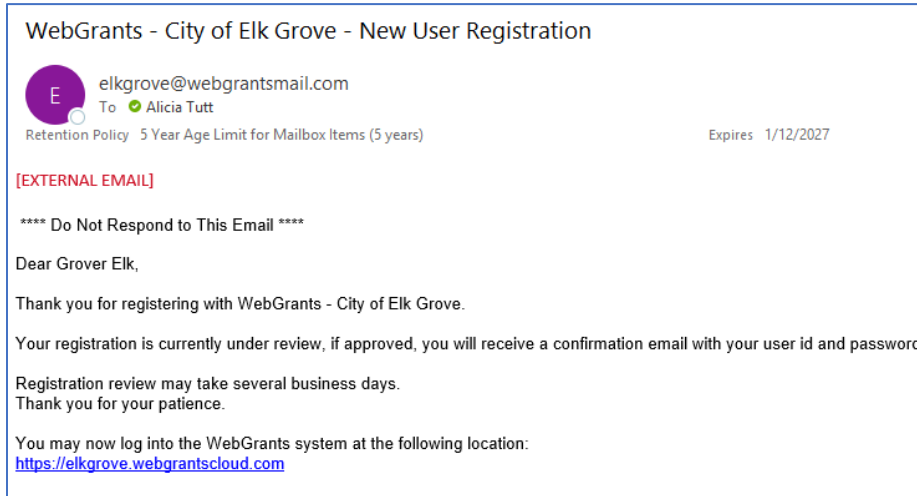 WebGrants - City of Elk Grove - New User Registration
E
elkgrove@webgrantsmail.com
To Alicia Tutt
Retention Policy 5 Year Age Limit for Mailbox Items (5 years) Expires 1/12/2027
[EXTERNAL EMAIL]
**** Do Not Respond to This Email ****
Dear Grover Elk,
Thank you for registering with WebGrants - City of Elk Grove.
Your registration is currently under review, if approved, you will receive a confirmation email with your user id and password
Registration review may take several business days.
Thank you for your patience.
You may now log into the WebGrants system at the following location:
https://elkgrove.webgrantscloud.com